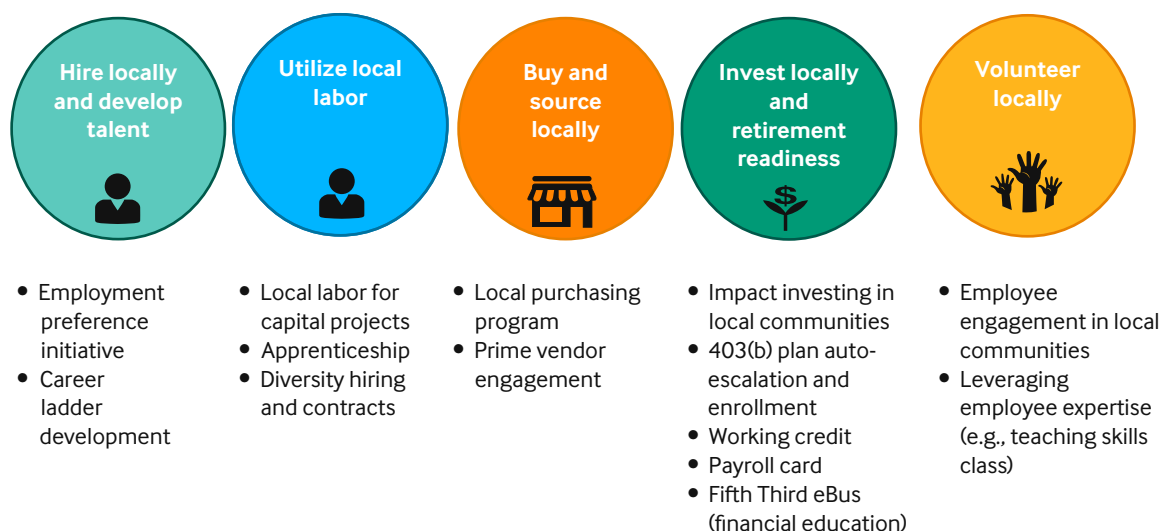 Hire locally
and develop
talent
• Employment
preference
initiative
• Career
ladder
development
Utilize local
labor
• Local labor for
capital projects
• Apprenticeship
• Diversity hiring
and contracts
Buy and
source
locally
• Local purchasing
program
• Prime vendor
engagement
Invest locally
and
retirement
readiness
$
• Impact investing in
local communities
• 403(b) plan auto-
escalation and
enrollment
• Working credit
• Payroll card
• Fifth Third eBus
(financial education)
Volunteer
locally
• Employee
engagement in local
communities
• Leveraging
employee expertise
(e.g., teaching skills
class)